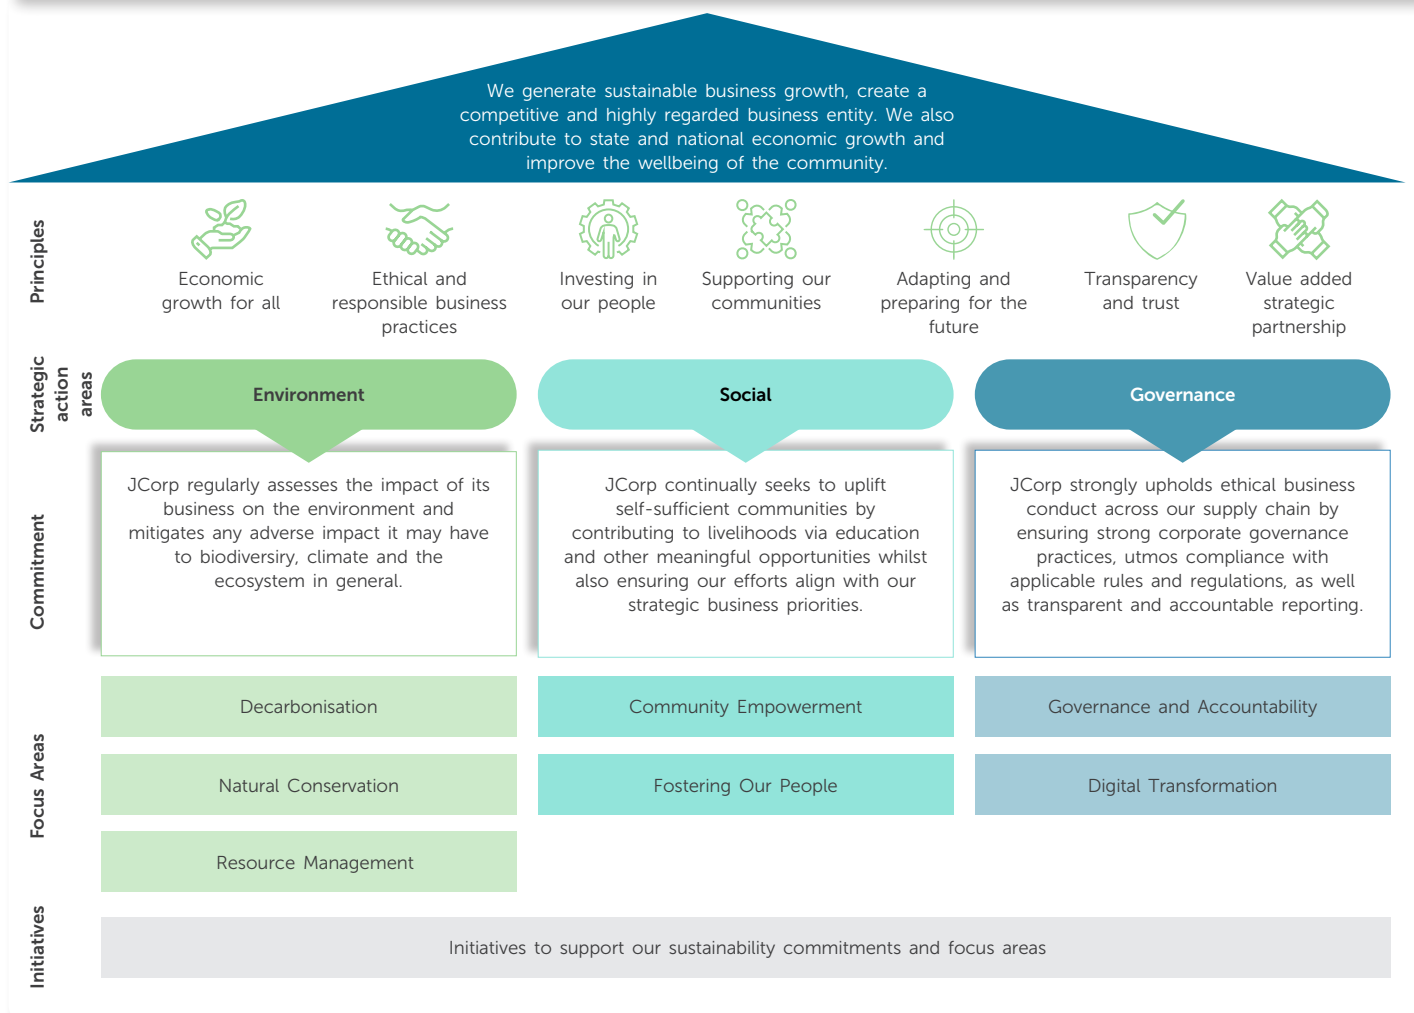 We generate sustainable business growth, create a
competitive and highly regarded business entity. We also
contribute to state and national economic growth and
improve the wellbeing of the community.
Principles
Economic
growth for all
Ethical and
responsible business
practices
Investing in
our people
Supporting our
communities
Adapting and
preparing for the
future
Transparency
and trust
Value added
strategic
partnership
Strategic
action
areas
Environment
Social
Governance
Commitment
JCorp regularly assesses the impact of its
business on the environment and
mitigates any adverse impact it may have
to biodiversiry, climate and the
ecosystem in general.
JCorp continually seeks to uplift
self-sufficient communities by
contributing to livelihoods via education
and other meaningful opportunities whilst
also ensuring our efforts align with our
strategic business priorities.
JCorp strongly upholds ethical business
conduct across our supply chain by
ensuring strong corporate governance
practices, utmos compliance with
applicable rules and regulations, as well
as transparent and accountable reporting.
Focus Areas
Decarbonisation
Natural Conservation
Resource Management
Community Empowerment
Fostering Our People
Governance and Accountability
Digital Transformation
Initiatives
Initiatives to support our sustainability commitments and focus areas